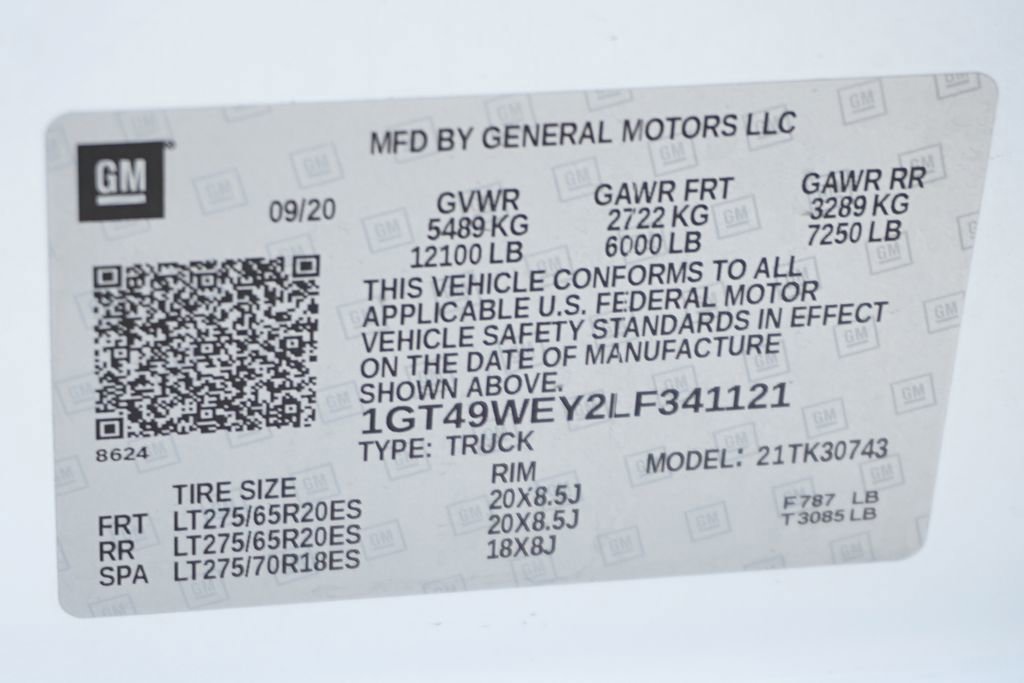 GM
MFD BY GENERAL MOTORS LLC
09/20
GVWR GAWR FRT GAWR RR
5489 KG 2722 KG 3289 KG
12100 LB 6000 LB 7250 LB
THIS VEHICLE CONFORMS TO ALL
APPLICABLE U.S. FEDERAL MOTOR
VEHICLE SAFETY STANDARDS IN EFFECT
ON THE DATE OF MANUFACTURE
SHOWN ABOVE.
1GT49WEY2LF341121
8624
TYPE: TRUCK MODEL: 21TK30743
TIRE SIZE RIM
FRT LT275/65R20ES 20X8.5J F787 LB
RR LT275/65R20ES 20X8.5J T3085 LB
SPA LT275/70R18ES 18X8J